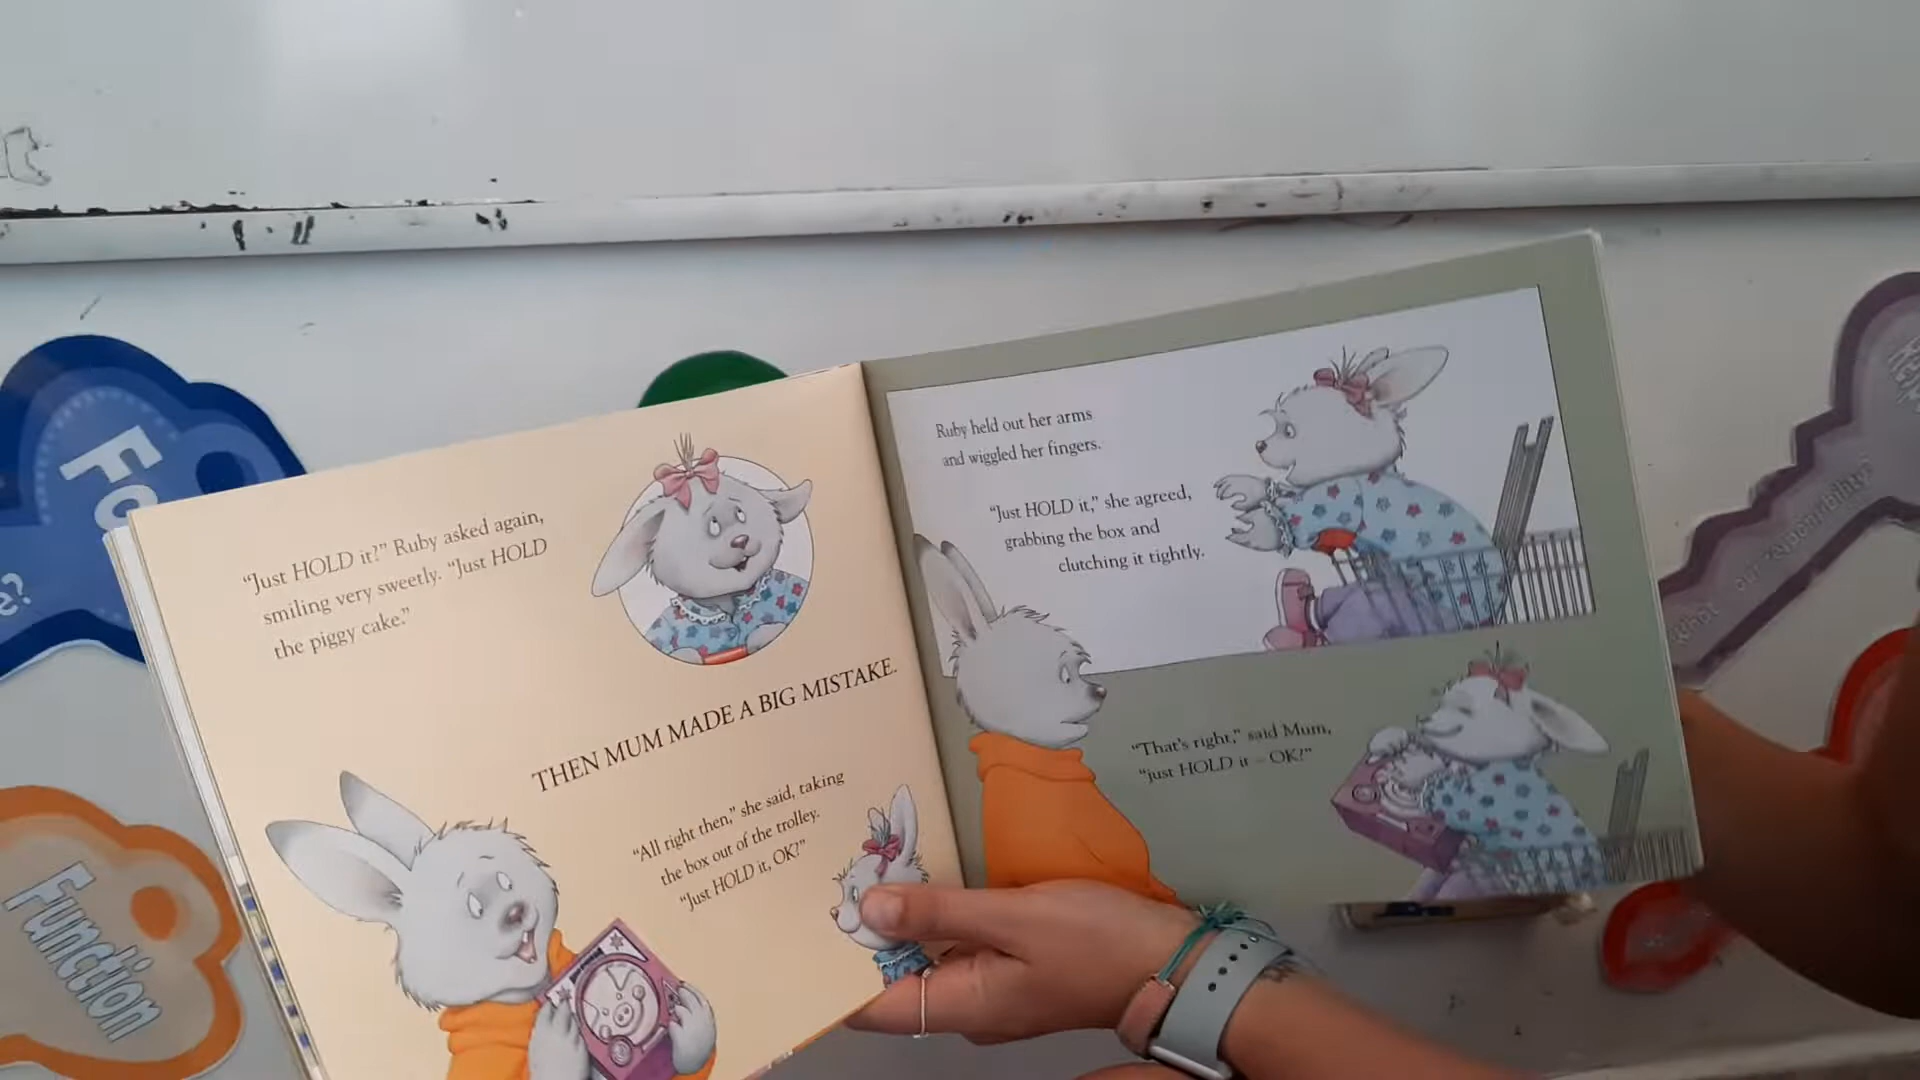 "Just HOLD it?" Ruby asked again,
smiling very sweetly. "Just HOLD
the piggy cake."
THEN MUM MADE A BIG MISTAKE.
"All right then," she said, taking
the box out of the trolley.
"Just HOLD it, OK?"
Ruby held out her arms
and wiggled her fingers.
"Just HOLD it," she agreed,
grabbing the box and
clutching it tightly.
"That's right," said Mum,
"just HOLD it – OK!"
Fo
s?
Function
our responsibility?